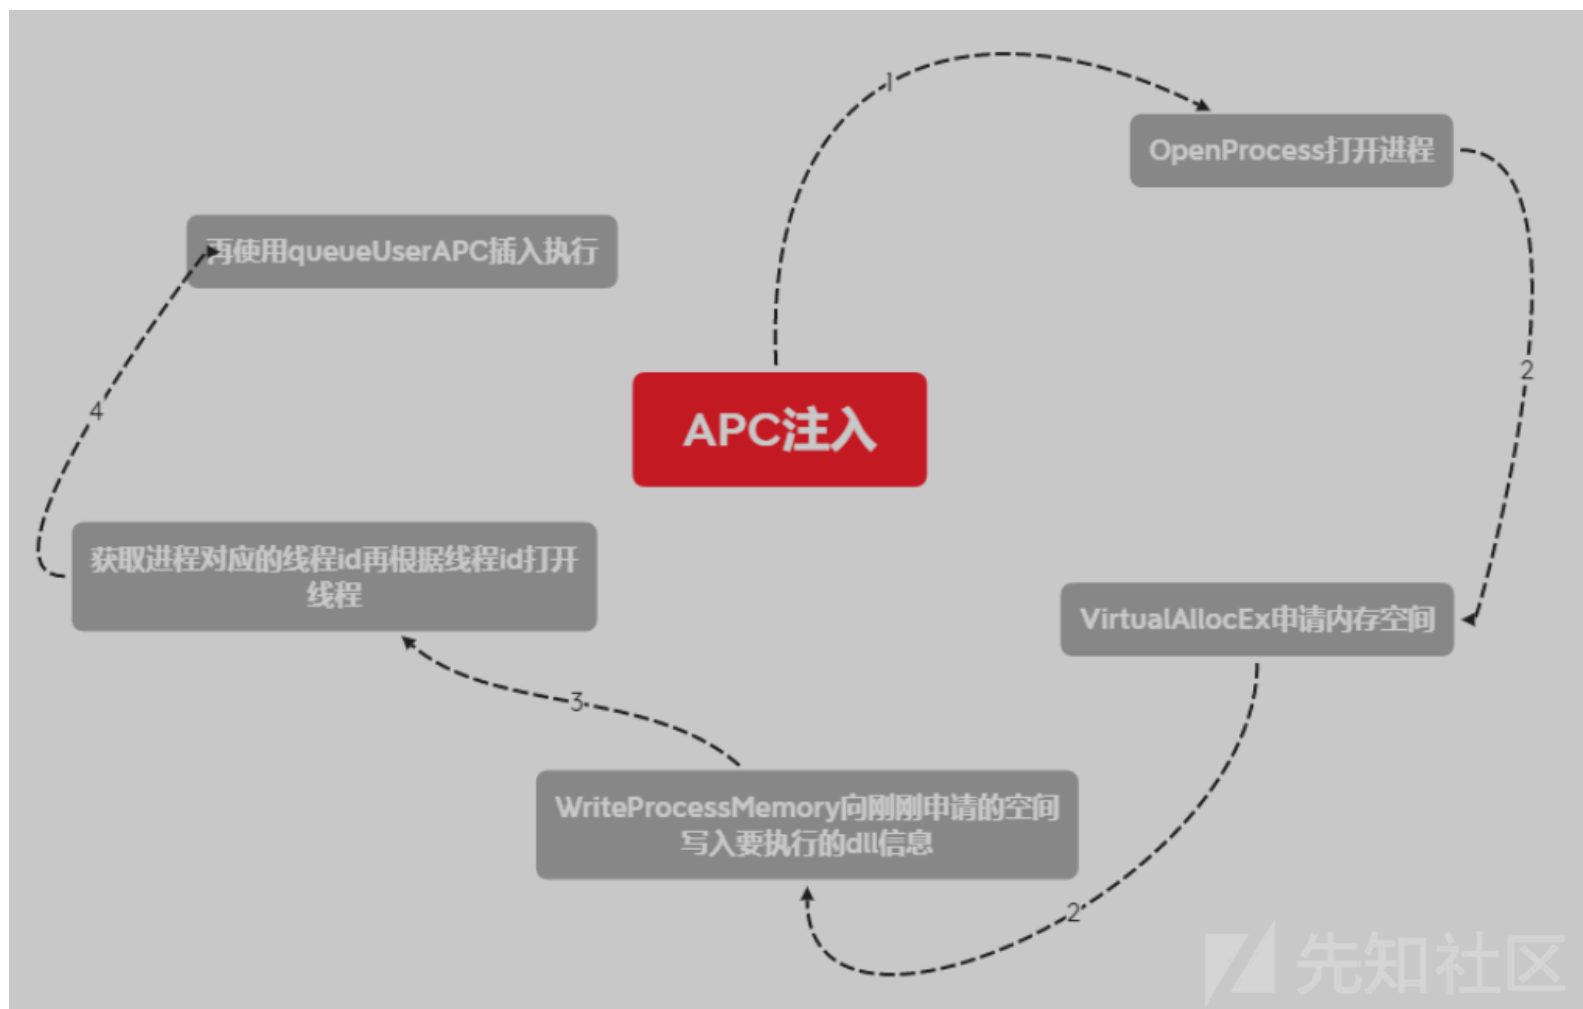 APC注入
1
OpenProcess打开进程
2
VirtualAllocEx申请内存空间
2
WriteProcessMemory向刚刚申请的空间
写入要执行的dll信息
3
获取进程对应的线程id再根据线程id打开
线程
4
再使用queueUserAPC插入执行
先知社区